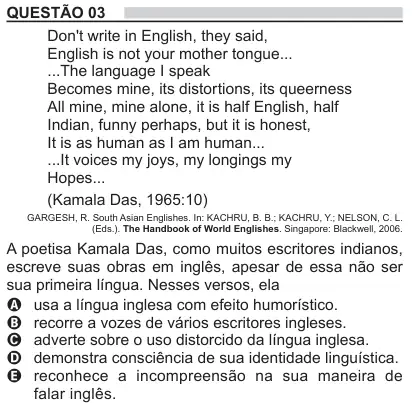 QUESTÃO 03
Don't write in English, they said,
English is not your mother tongue...
...The language I speak
Becomes mine, its distortions, its queerness
All mine, mine alone, it is half English, half
Indian, funny perhaps, but it is honest,
It is as human as I am human...
...It voices my joys, my longings my
Hopes...
(Kamala Das, 1965:10)
GARGESH, R. South Asian Englishes. In: KACHRU, B. B.; KACHRU, Y.; NELSON, C. L.
(Eds.). The Handbook of World Englishes. Singapore: Blackwell, 2006.
A poetisa Kamala Das, como muitos escritores indianos,
escreve suas obras em inglês, apesar de essa não ser
sua primeira língua. Nesses versos, ela
A usa a língua inglesa com efeito humorístico.
B recorre a vozes de vários escritores ingleses.
C adverte sobre o uso distorcido da língua inglesa.
D demonstra consciência de sua identidade linguística.
E reconhece a incompreensão na sua maneira de
falar inglês.